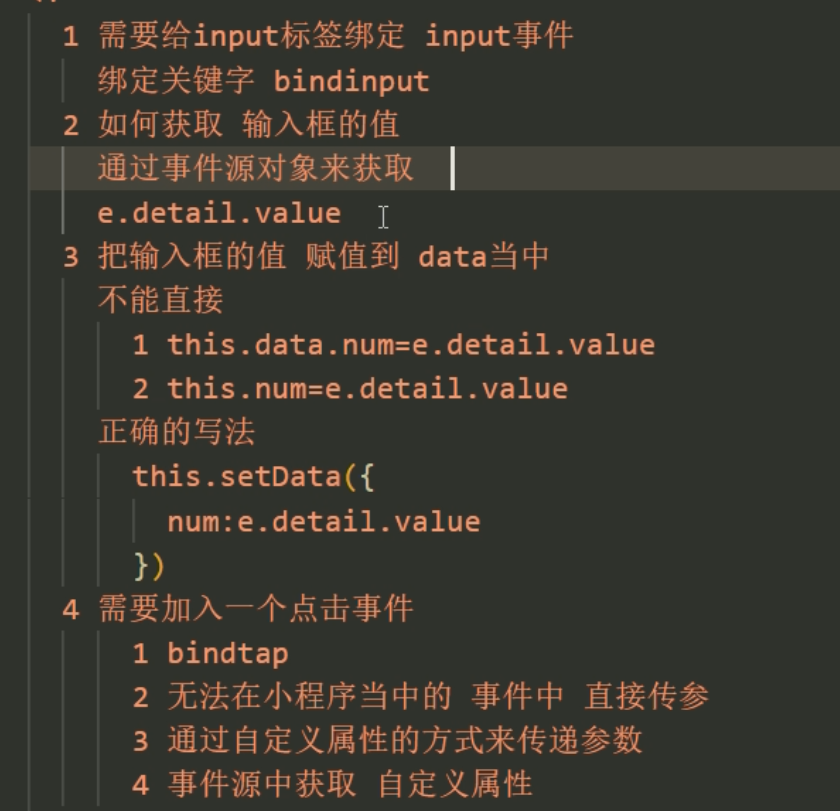 1 需要给input标签绑定 input事件
绑定关键字 bindinput
2 如何获取 输入框的值
通过事件源对象来获取
e.detail.value
3 把输入框的值 赋值到 data当中
不能直接
1 this.data.num=e.detail.value
2 this.num=e.detail.value
正确的写法
this.setData({
num:e.detail.value
})
4 需要加入一个点击事件
1 bindtap
2 无法在小程序当中的 事件中 直接传参
3 通过自定义属性的方式来传递参数
4 事件源中获取 自定义属性